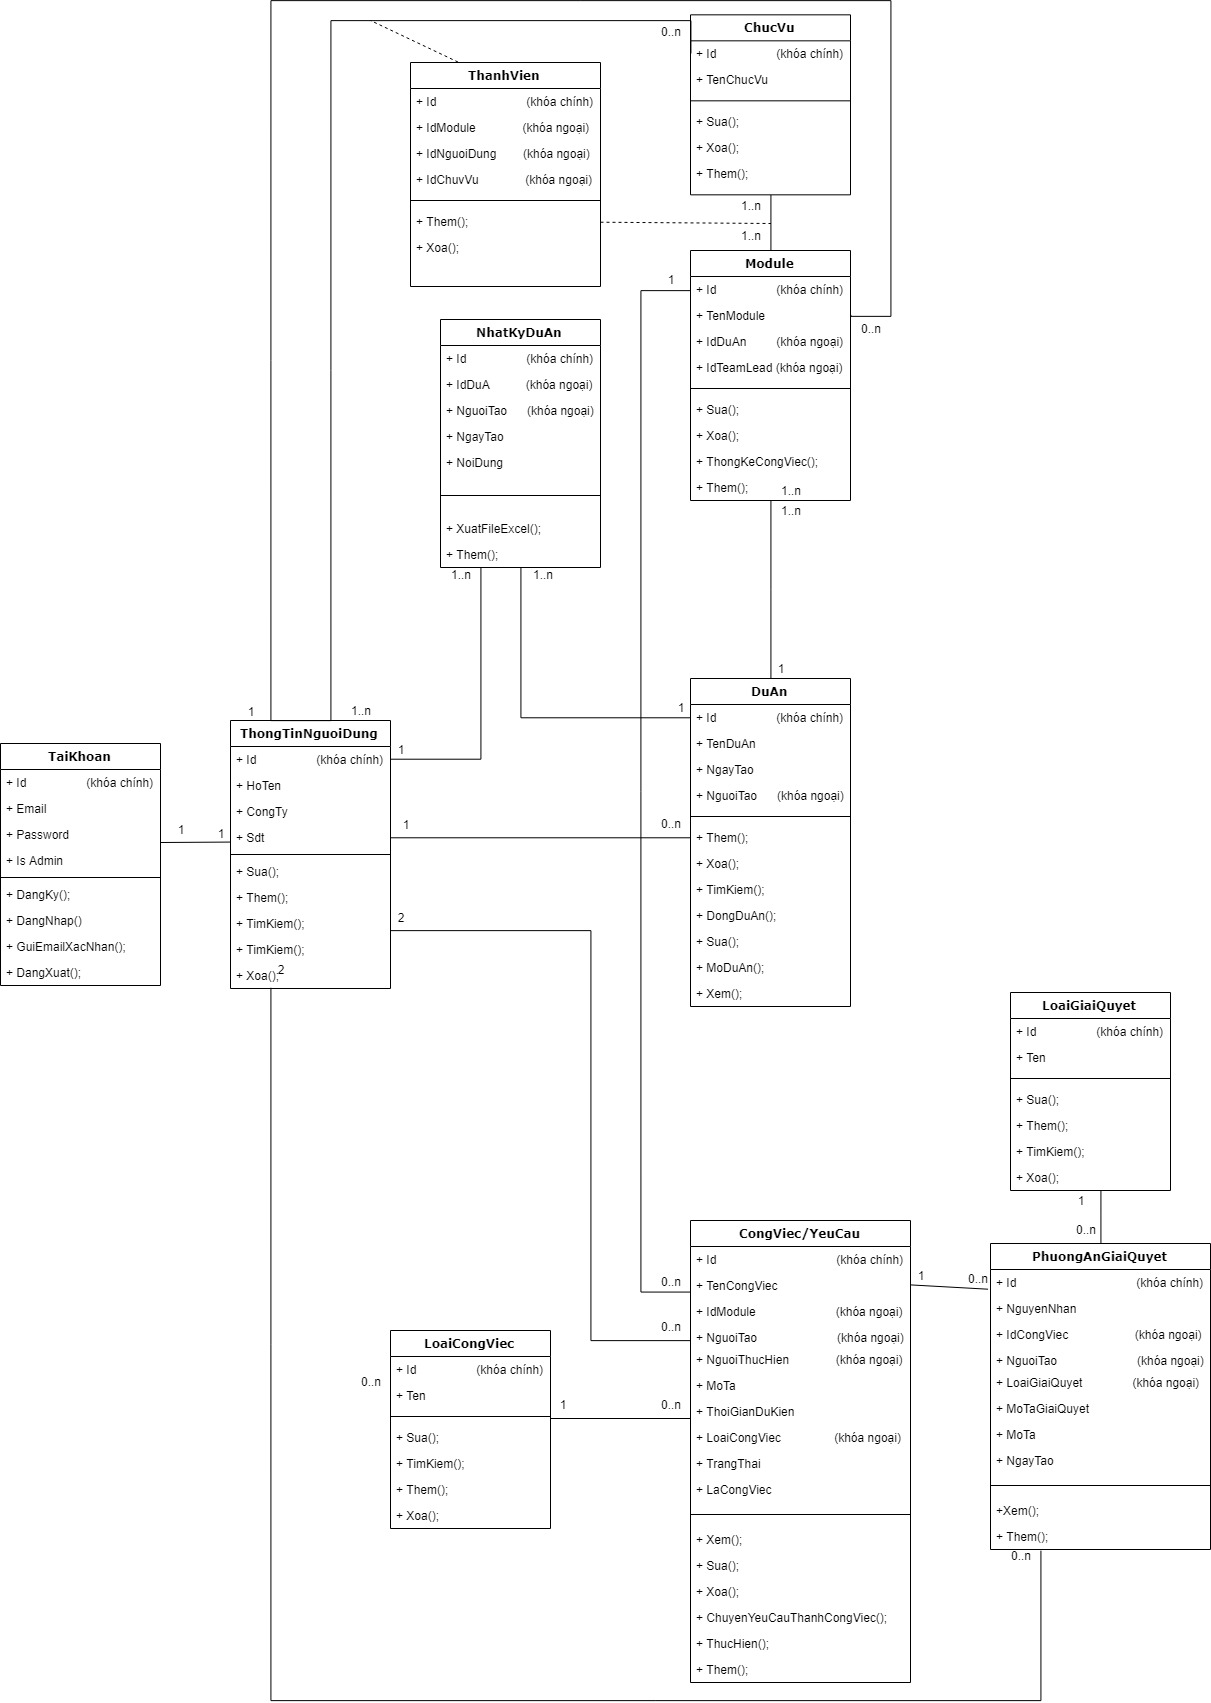 0..n
ChucVu
+ Id (khóa chính)
+ TenChucVu
+ Sua();
+ Xoa();
+ Them();
1..n
ThanhVien
+ Id (khóa chính)
+ IdModule (khóa ngoại)
+ IdNguoiDung (khóa ngoại)
+ IdChuvVu (khóa ngoại)
+ Them();
+ Xoa();
1..n
1
Module
+ Id (khóa chính)
+ TenModule
+ IdDuAn (khóa ngoại)
+ IdTeamLead (khóa ngoại)
+ Sua();
+ Xoa();
+ ThongKeCongViec();
+ Them();
0..n
1..n
1..n
NhatKyDuAn
+ Id (khóa chính)
+ IdDuA (khóa ngoại)
+ NguoiTao (khóa ngoại)
+ NgayTao
+ NoiDung
+ XuatFileExcel();
+ Them();
1..n
1..n
1
1
DuAn
+ Id (khóa chính)
+ TenDuAn
+ NgayTao
+ NguoiTao (khóa ngoại)
+ Them();
+ Xoa();
+ TimKiem();
+ DongDuAn();
+ Sua();
+ MoDuAn();
+ Xem();
1
1..n
ThongTinNguoiDung
+ Id (khóa chính)
+ HoTen
+ CongTy
+ Sdt
+ Sua();
+ Them();
+ TimKiem();
+ TimKiem();
+ Xoa();
2
1
1
0..n
2
TaiKhoan
+ Id (khóa chính)
+ Email
+ Password
+ Is Admin
+ DangKy();
+ DangNhap()
+ GuiEmailXacNhan();
+ DangXuat();
1
1
LoaiGiaiQuyet
+ Id (khóa chính)
+ Ten
+ Sua();
+ Them();
+ TimKiem();
+ Xoa();
1
0..n
CongViec/YeuCau
+ Id (khóa chính)
+ TenCongViec
+ IdModule (khóa ngoại)
+ NguoiTao (khóa ngoại)
+ NguoiThucHien (khóa ngoại)
+ MoTa
+ ThoiGianDuKien
+ LoaiCongViec (khóa ngoại)
+ TrangThai
+ LaCongViec
+ Xem();
+ Sua();
+ Xoa();
+ ChuyenYeuCauThanhCongViec();
+ ThucHien();
+ Them();
0..n
0..n
1
0..n
PhuongAnGiaiQuyet
+ Id (khóa chính)
+ NguyenNhan
+ IdCongViec (khóa ngoại)
+ NguoiTao (khóa ngoại)
+ LoaiGiaiQuyet (khóa ngoại)
+ MoTaGiaiQuyet
+ MoTa
+ NgayTao
+Xem();
+ Them();
0..n
LoaiCongViec
+ Id (khóa chính)
+ Ten
+ Sua();
+ TimKiem();
+ Them();
+ Xoa();
0..n
1
0..n